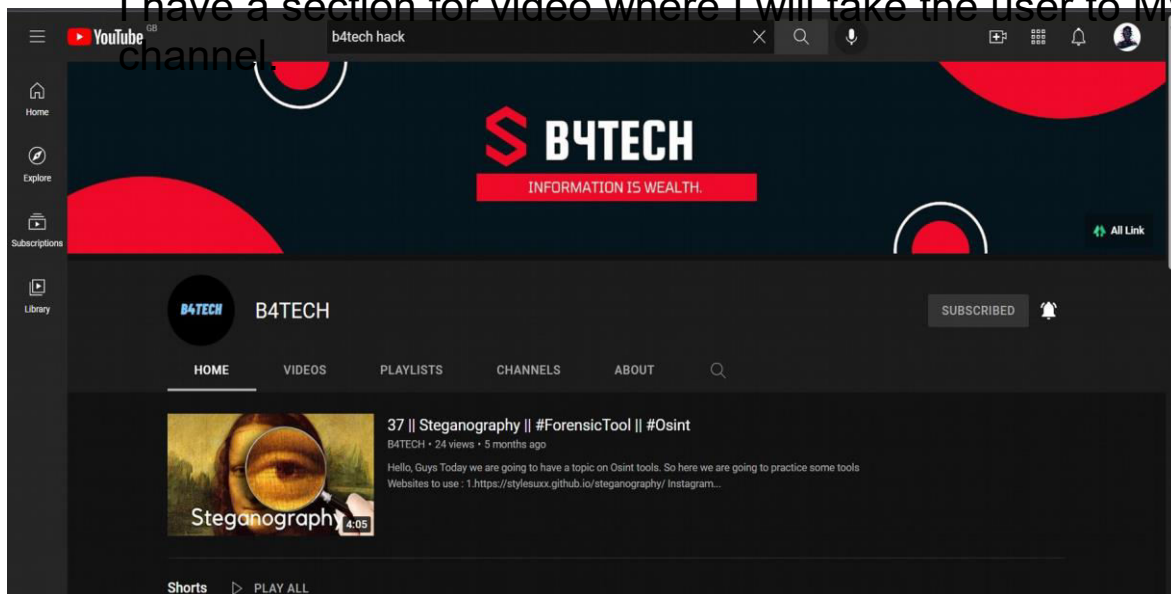 I have a section for video where I will take the user to My
channel.
YouTube GB
b4tech hack
Home
Explore
Subscriptions
Library
B4TECH
INFORMATION IS WEALTH.
All Link
B4TECH
B4TECH
SUBSCRIBED
HOME VIDEOS PLAYLISTS CHANNELS ABOUT
37 || Steganography || #ForensicTool || #Osint
B4TECH • 24 views • 5 months ago
Hello, Guys Today we are going to have a topic on Osint tools. So here we are going to practice some tools
Websites to use : 1.https://stylesuxx.github.io/steganography/ Instagram...
Steganography
4:05
Shorts PLAY ALL